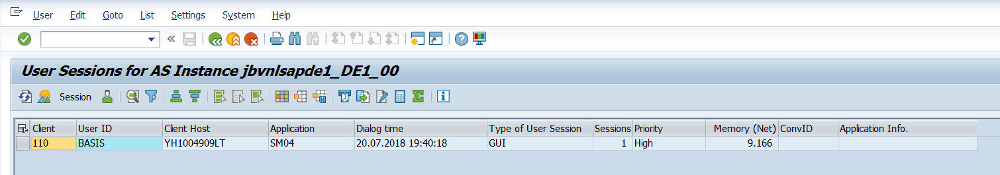 User Edit Goto List Settings System Help
User Sessions for AS Instance jbvnlsapde1_DE1_00
Session
Client User ID Client Host Application Dialog time Type of User Session Sessions Priority Memory (Net) ConvID Application Info.
110 BASIS YH1004909LT SM04 20.07.2018 19:40:18 GUI 1 High 9.166